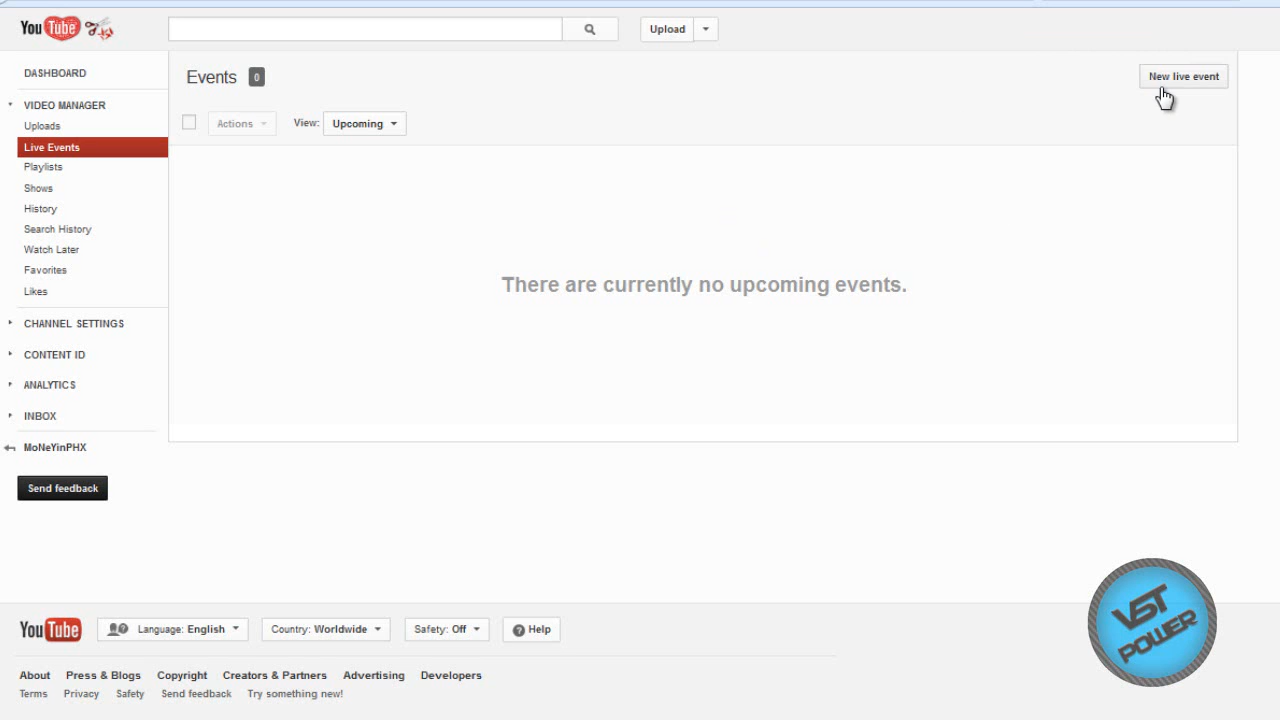 YouTube
Upload
DASHBOARD
VIDEO MANAGER
Uploads
Live Events
Playlists
Shows
History
Search History
Watch Later
Favorites
Likes
CHANNEL SETTINGS
CONTENT ID
ANALYTICS
INBOX
MoNeYinPHX
Send feedback
Events 0
New live event
Actions View: Upcoming
There are currently no upcoming events.
VST
POWER
YouTube Language: English Country: Worldwide Safety: Off Help
About Press & Blogs Copyright Creators & Partners Advertising Developers
Terms Privacy Safety Send feedback Try something new!